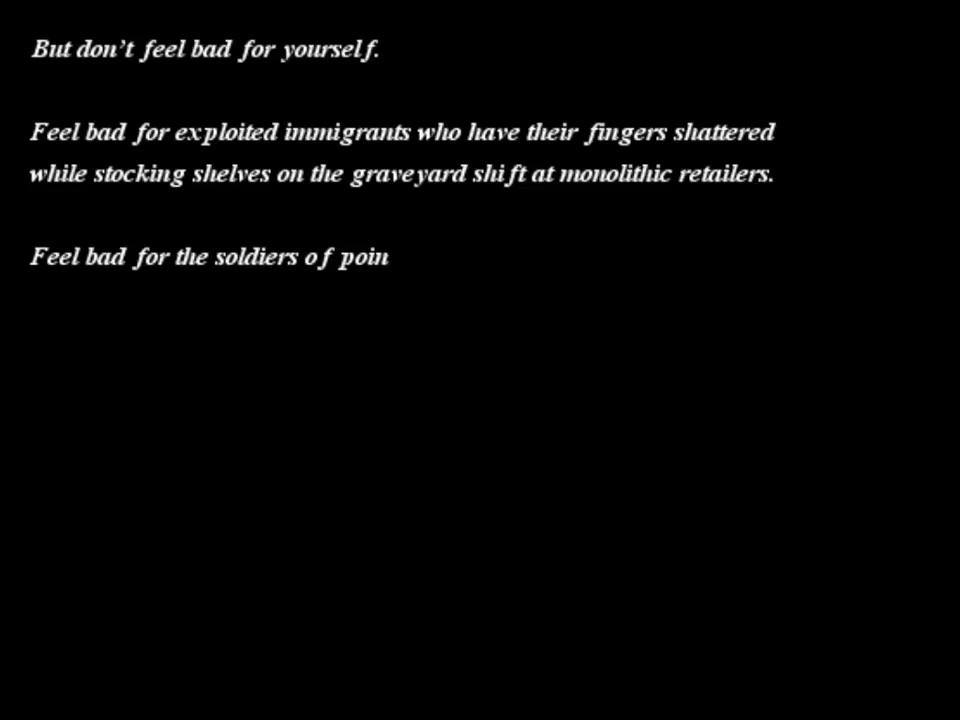 But don’t feel bad for yourself.
Feel bad for exploited immigrants who have their fingers shattered
while stocking shelves on the graveyard shift at monolithic retailers.
Feel bad for the soldiers of poin